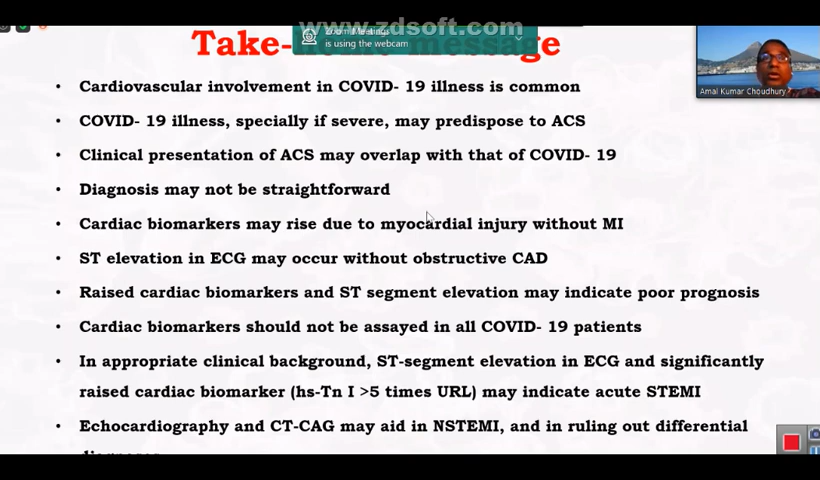 www.zdsoft.com
Zoom Meetings
is using the webcam
Take- message
Amal Kumar Choudhury
• Cardiovascular involvement in COVID- 19 illness is common
• COVID- 19 illness, specially if severe, may predispose to ACS
• Clinical presentation of ACS may overlap with that of COVID- 19
• Diagnosis may not be straightforward
• Cardiac biomarkers may rise due to myocardial injury without MI
• ST elevation in ECG may occur without obstructive CAD
• Raised cardiac biomarkers and ST segment elevation may indicate poor prognosis
• Cardiac biomarkers should not be assayed in all COVID- 19 patients
• In appropriate clinical background, ST-segment elevation in ECG and significantly
raised cardiac biomarker (hs-Tn I >5 times URL) may indicate acute STEMI
• Echocardiography and CT-CAG may aid in NSTEMI, and in ruling out differential